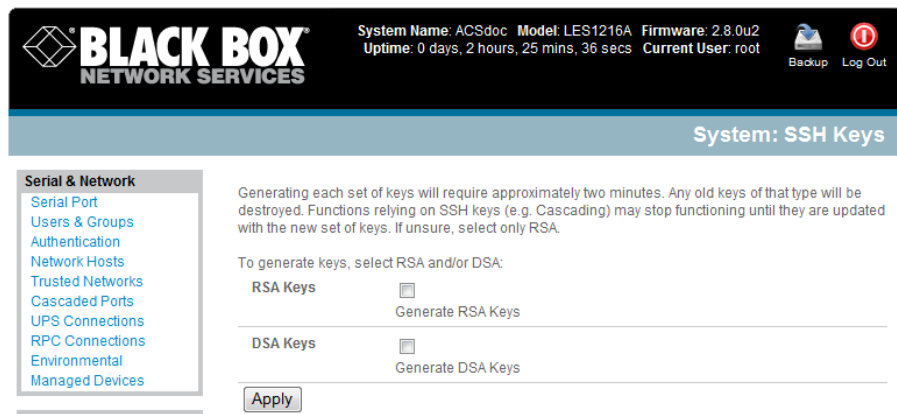 BLACK BOX®
NETWORK SERVICES
System Name: ACSdoc Model: LES1216A Firmware: 2.8.0u2
Uptime: 0 days, 2 hours, 25 mins, 36 secs Current User: root
Backup
Log Out
System: SSH Keys
Serial & Network
Serial Port
Users & Groups
Authentication
Network Hosts
Trusted Networks
Cascaded Ports
UPS Connections
RPC Connections
Environmental
Managed Devices
Generating each set of keys will require approximately two minutes. Any old keys of that type will be
destroyed. Functions relying on SSH keys (e.g. Cascading) may stop functioning until they are updated
with the new set of keys. If unsure, select only RSA.
To generate keys, select RSA and/or DSA:
RSA Keys
Generate RSA Keys
DSA Keys
Generate DSA Keys
Apply